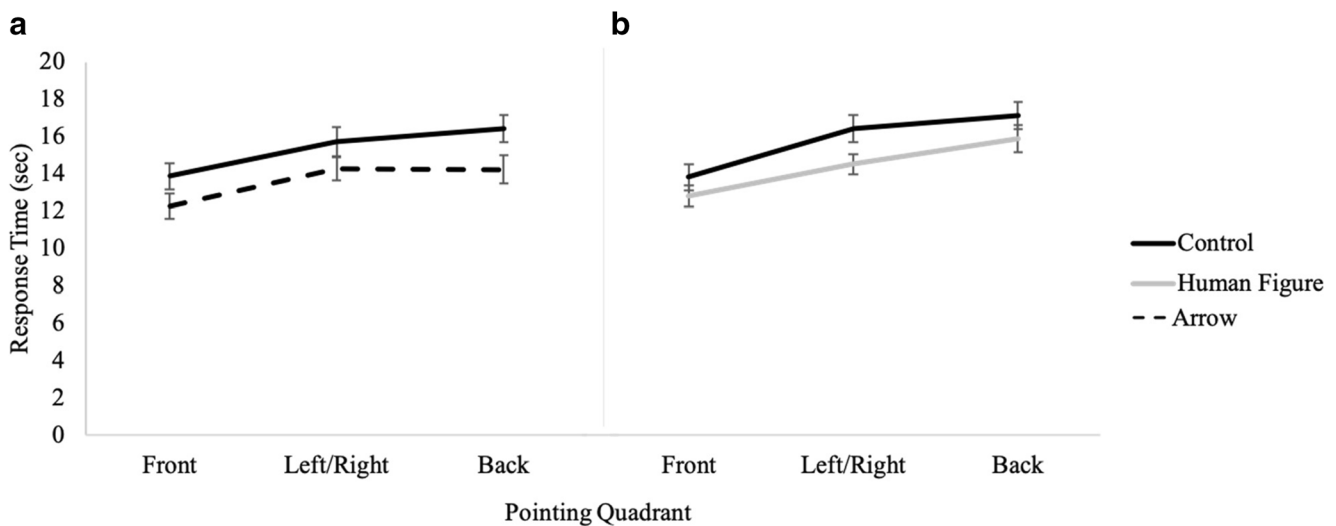 a
b
Response Time (sec)
20
18
16
14
12
10
8
6
4
2
0
Front Left/Right Back
Front Left/Right Back
Pointing Quadrant
Control
Human Figure
Arrow